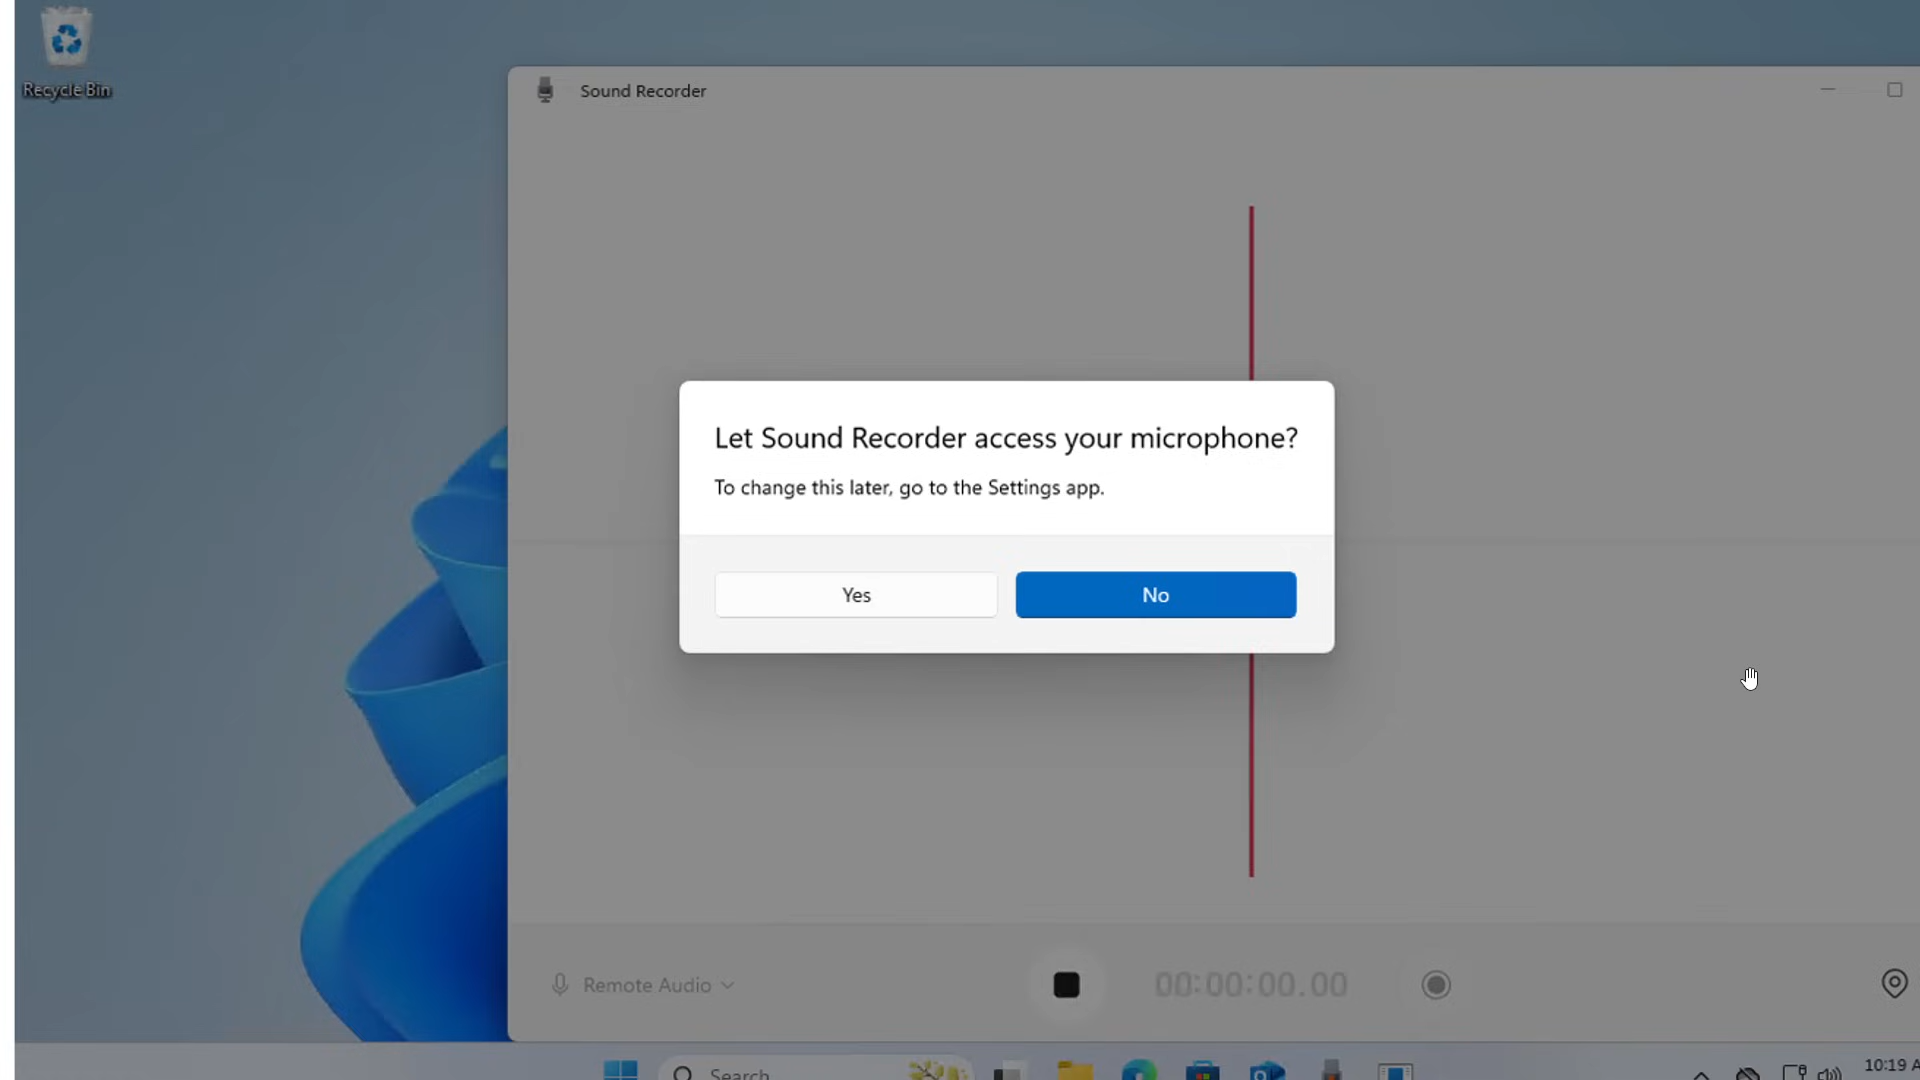 Recycle Bin
Sound Recorder
Let Sound Recorder access your microphone?
To change this later, go to the Settings app.
Yes
No
Remote Audio
00:00:00.00
Search
10:19 A